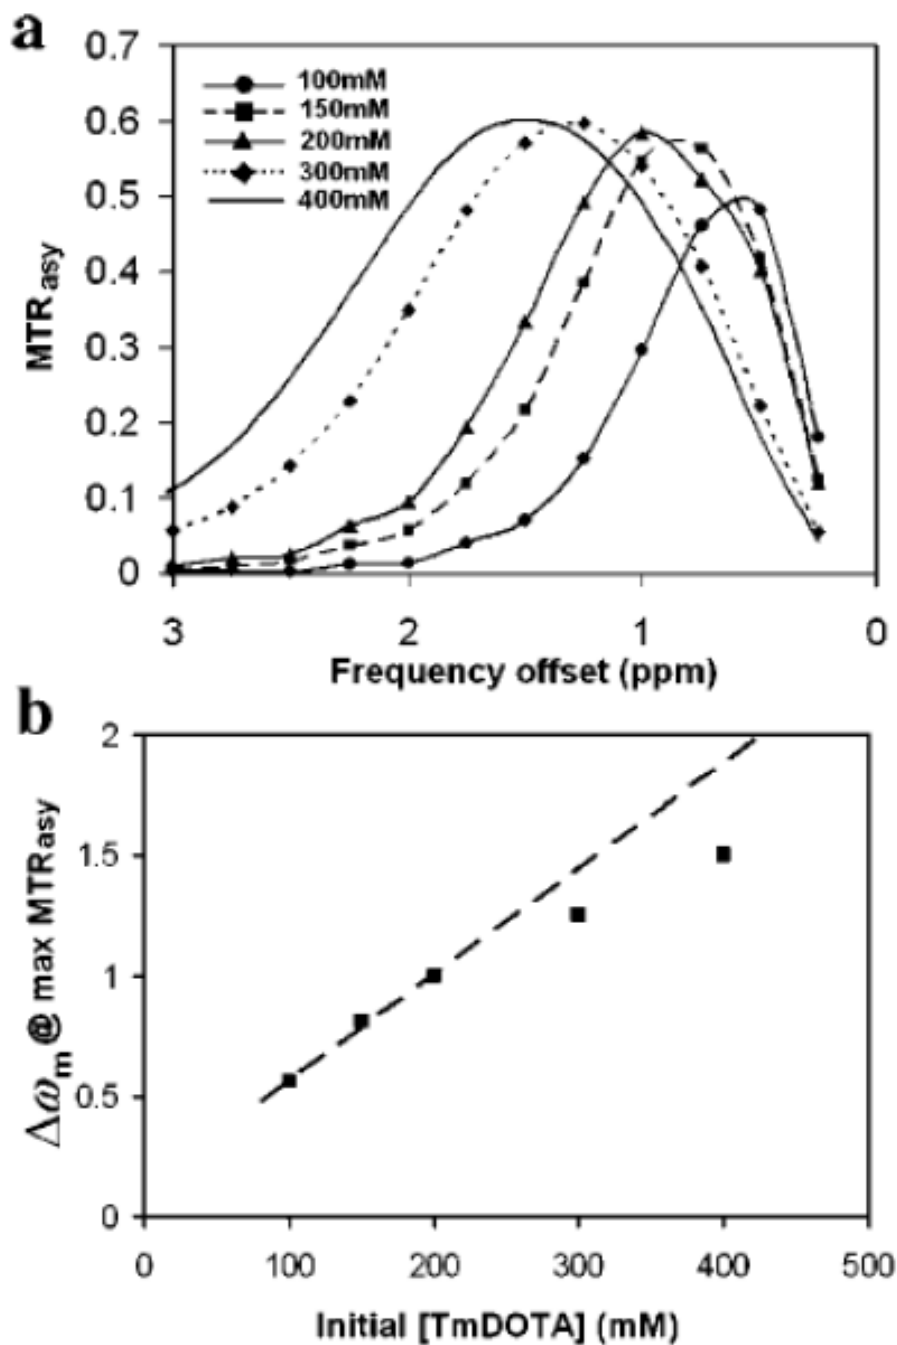 a
0.7
0.6
0.5
0.4
0.3
0.2
0.1
0
MTRasy
100mM
150mM
200mM
300mM
400mM
3 2 1 0
Frequency offset (ppm)
b
2
1.5
1
0.5
0
Δωm @ max MTRasy
0 100 200 300 400 500
Initial [TmDOTA] (mM)